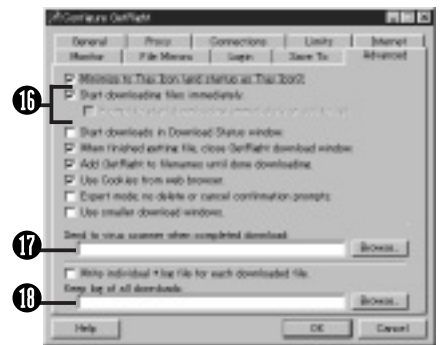 Configure GetRight
General Proxy Connections Limits Internet
Monitor File Mirrors Login Save To Advanced
Minimize to Tray Icon (and startup as Tray Icon)
16
Start downloading files immediately.
Start downloads in Download Status window.
When finished getting file, close GetRight download window.
Add GetRight to filenames until done downloading.
Use Cookies from web browser.
Expert mode, no delete or cancel confirmation prompts.
Use smaller download windows.
Send to virus scanner when completed download.
17
Browse...
Write individual *.log file for each downloaded file.
Keep log of all downloads.
18
Browse...
Help OK Cancel